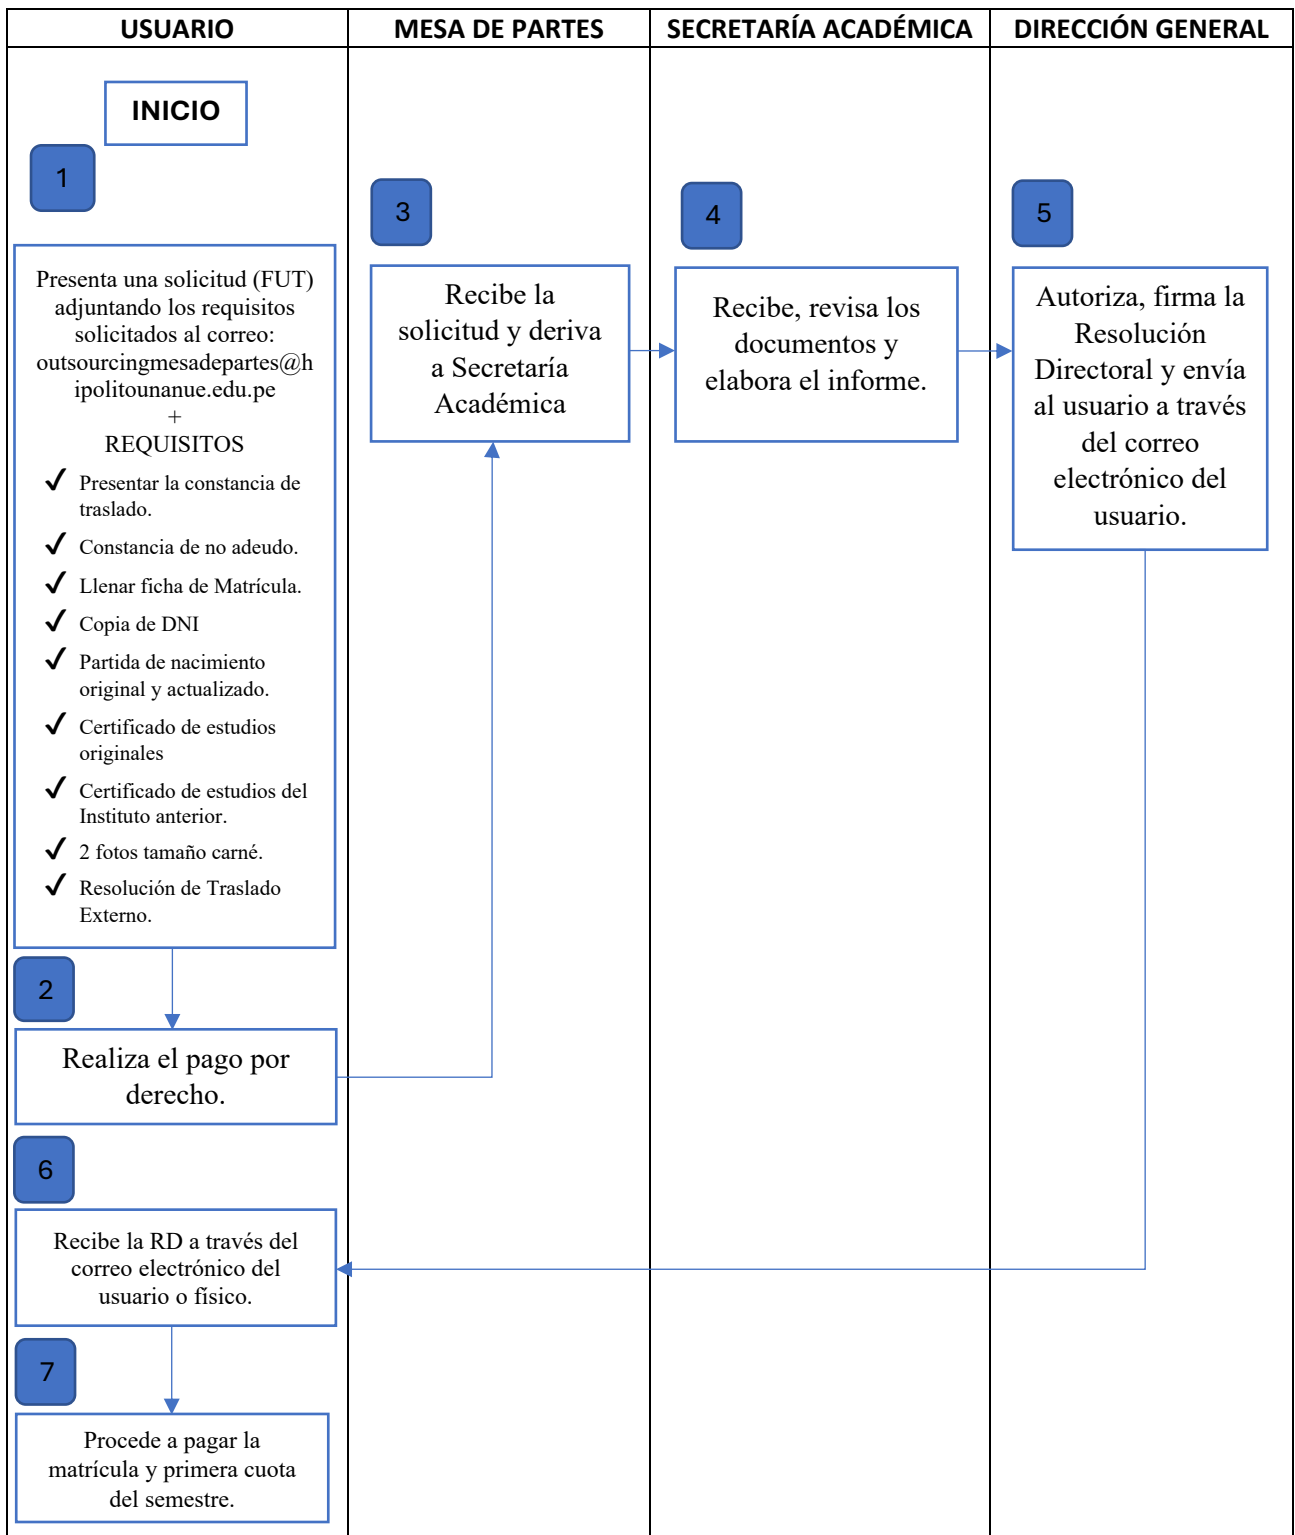 USUARIO
MESA DE PARTES
SECRETARÍA ACADÉMICA
DIRECCIÓN GENERAL
INICIO
1
Presenta una solicitud (FUT)
adjuntando los requisitos
solicitados al correo:
outsourcingmesadepartes@h
ipolitounanue.edu.pe
+
REQUISITOS
✓ Presentar la constancia de
traslado.
✓ Constancia de no adeudo.
✓ Llenar ficha de Matrícula.
✓ Copia de DNI
✓ Partida de nacimiento
original y actualizado.
✓ Certificado de estudios
originales
✓ Certificado de estudios del
Instituto anterior.
✓ 2 fotos tamaño carné.
✓ Resolución de Traslado
Externo.
2
Realiza el pago por
derecho.
3
Recibe la
solicitud y deriva
a Secretaría
Académica
4
Recibe, revisa los
documentos y
elabora el informe.
5
Autoriza, firma la
Resolución
Directoral y envía
al usuario a través
del correo
electrónico del
usuario.
6
Recibe la RD a través del
correo electrónico del
usuario o físico.
7
Procede a pagar la
matrícula y primera cuota
del semestre.